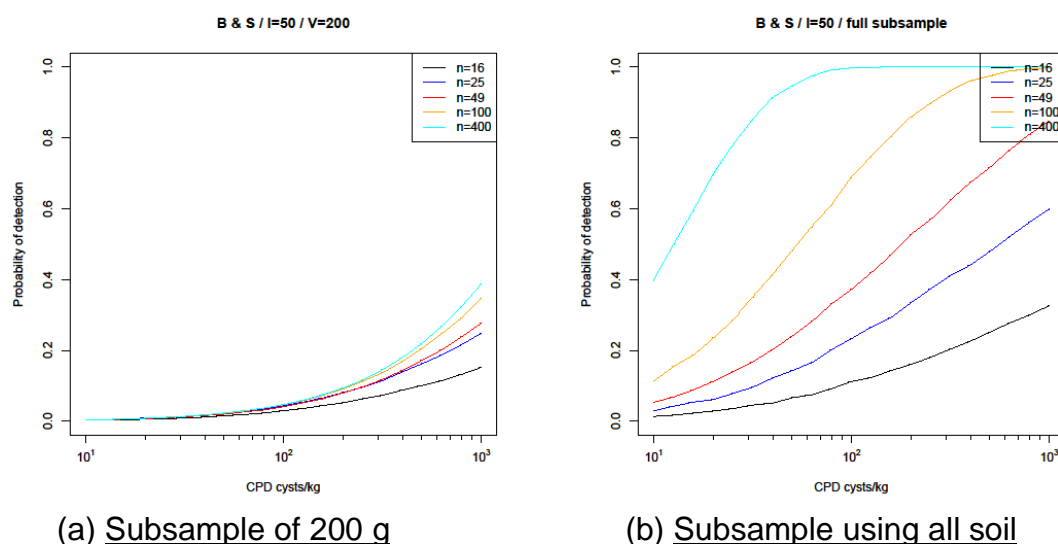 B & S / I=50 / V=200
1.0
0.8
0.6
0.4
0.2
0.0
Probability of detection
n=16
n=25
n=49
n=100
n=400
10¹
10²
10³
CPD cysts/kg
(a) Subsample of 200 g
B & S / I=50 / full subsample
1.0
0.8
0.6
0.4
0.2
0.0
Probability of detection
n=16
n=25
n=49
n=100
n=400
10¹
10²
10³
CPD cysts/kg
(b) Subsample using all soil